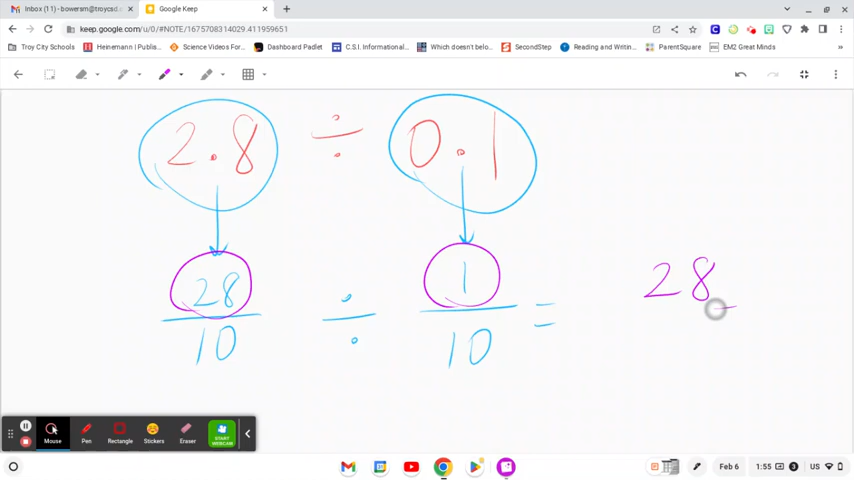 Inbox (11) - bowersm@troycsd.a
Google Keep
keep.google.com/u/0/#NOTE/1675708314029.411959651
Troy City Schools
Heinemann | Publis...
Science Video For...
Dashboard Padlet
C.S.I. Informational...
Which doesn't belo...
SecondStep
Reading and Writin...
ParentSquare
EM2 Great Minds
2.8 ÷ 0.1
28/10 ÷ 1/10 = 28
Mouse
Pen
Rectangle
Stickers
Eraser
START WEBCAM
Feb 6
1:55
3
US